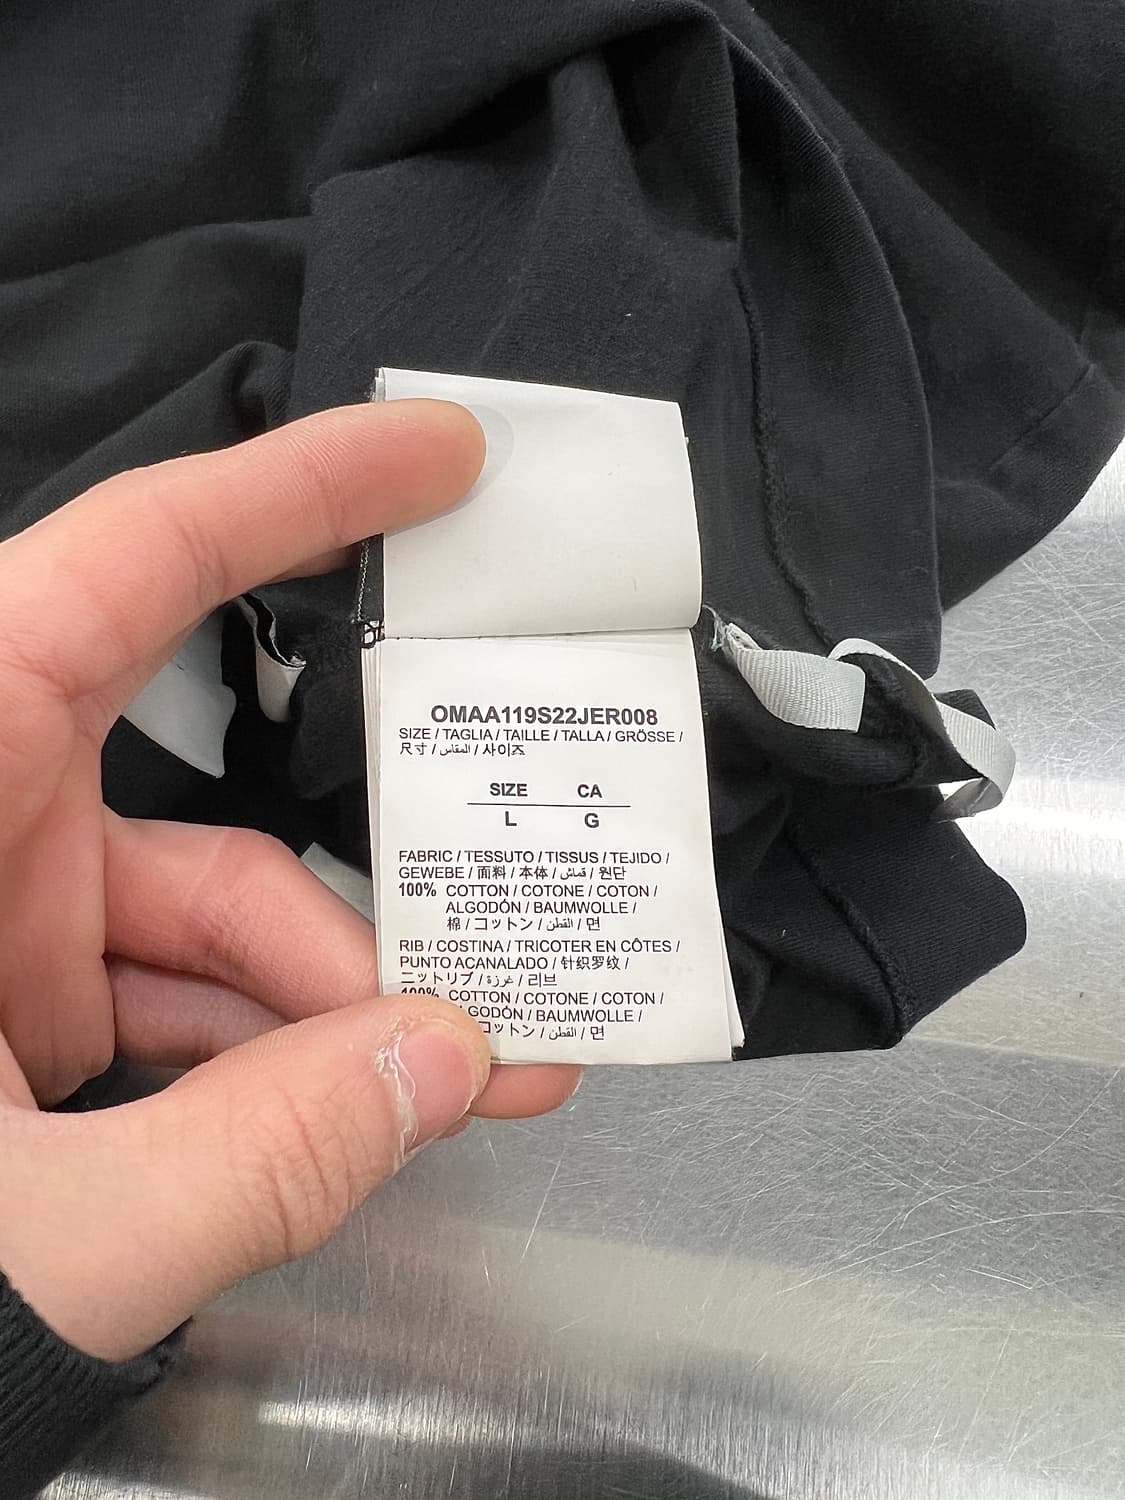 OMAA119S22JER008
SIZE / TAGLIA / TAILLE / TALLA / GRÖSSE /
尺寸 / المقاس / 사이즈
SIZE CA
L G
FABRIC / TESSUTO / TISSUS / TEJIDO /
GEWEBE / 面料 / 本体 / قماش / 원단
100% COTTON / COTONE / COTON /
ALGODÓN / BAUMWOLLE /
棉 / コットン / القطن / 면
RIB / COSTINA / TRICOTER EN CÔTES /
PUNTO ACANALADO / 针织罗纹 /
ニットリブ / غرزة / 리브
100% COTTON / COTONE / COTON /
LGODÓN / BAUMWOLLE /
コットン / القطن / 면